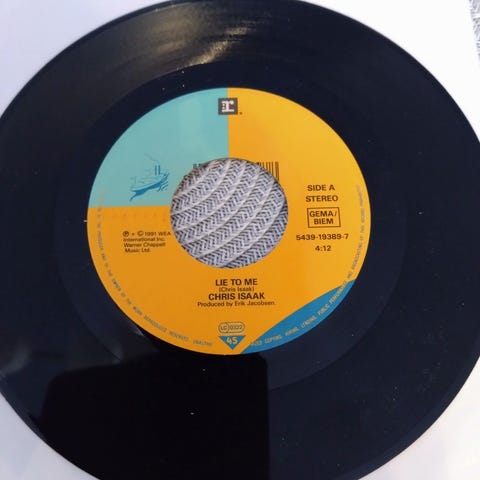 r
SIDE A
STEREO
GEMA/
BIEM
5439-19389-7
4:12
℗ + © 1991 WEA
International Inc.
Warner Chappell
Music Ltd.
LIE TO ME
(Chris Isaak)
CHRIS ISAAK
Produced by Erik Jacobsen.
LC 0322
45